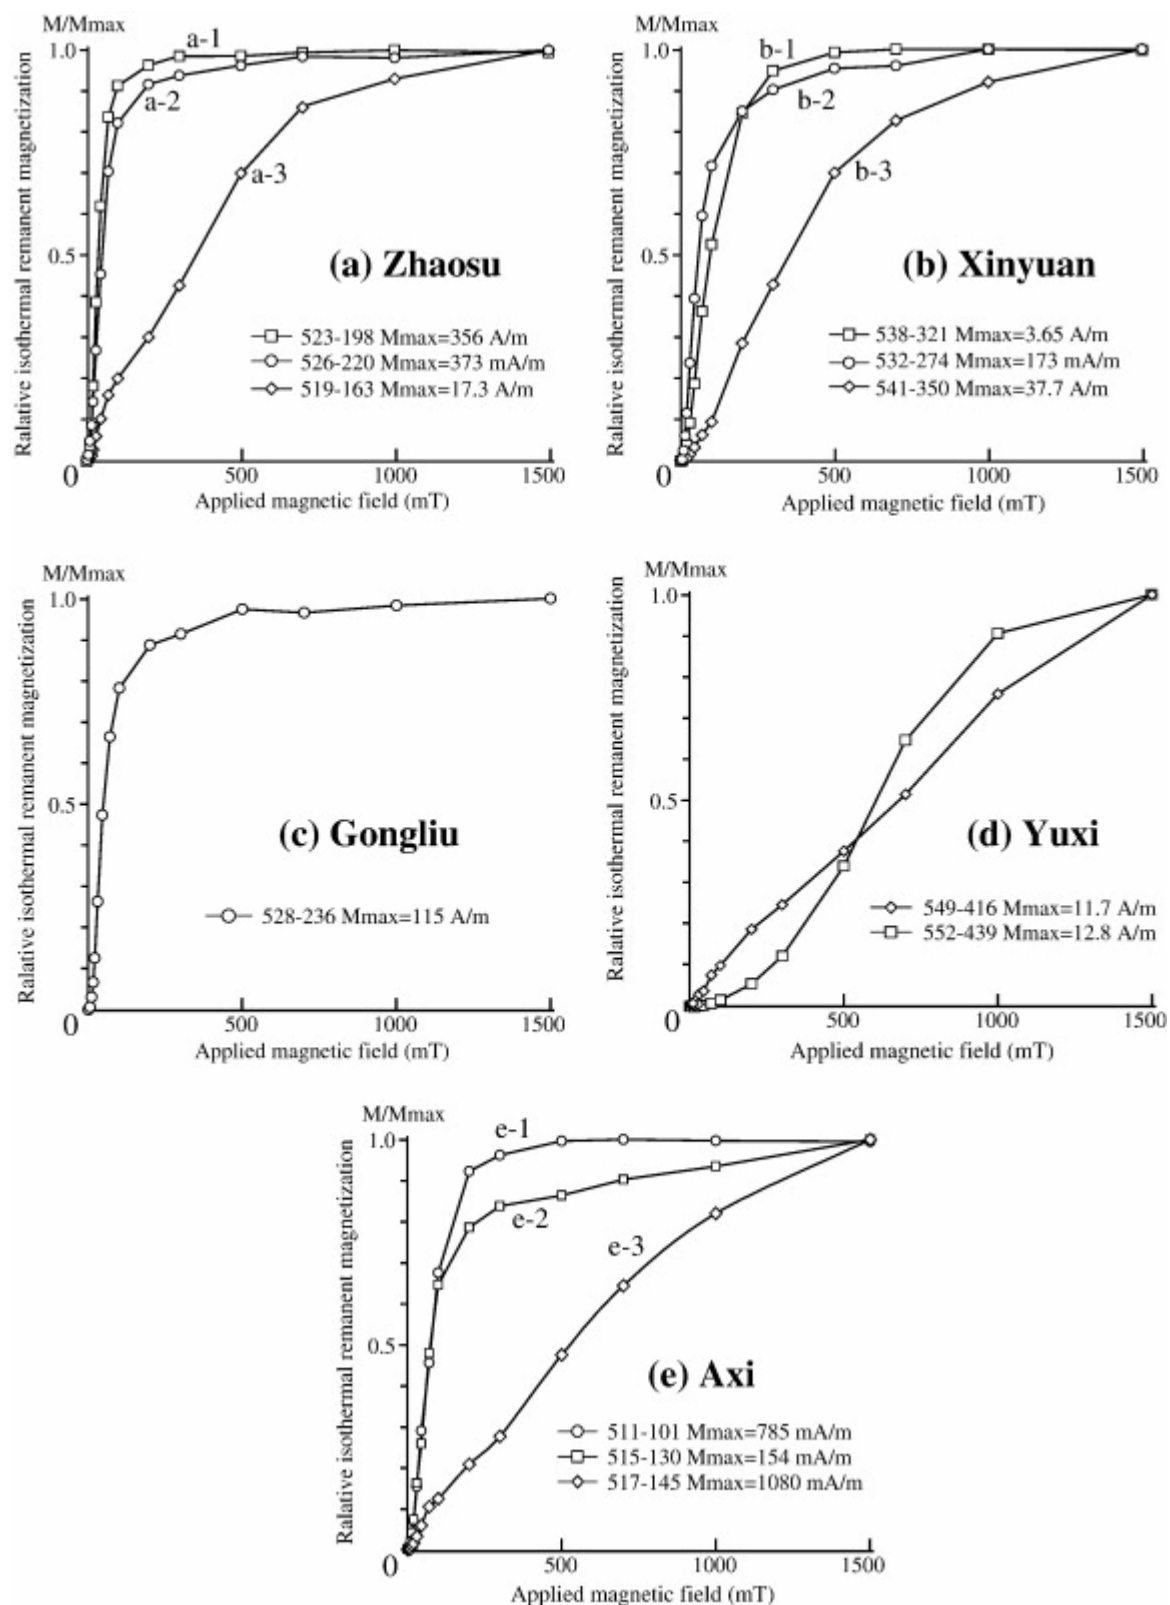 M/Mmax
Ralative isothermal remanent magnetization
1.0
0.5
0
500
1000
1500
Applied magnetic field (mT)
a-1
a-2
a-3
(a) Zhaosu
523-198 Mmax=356 A/m
526-220 Mmax=373 mA/m
519-163 Mmax=17.3 A/m
M/Mmax
Ralative isothermal remanent magnetization
1.0
0.5
0
500
1000
1500
Applied magnetic field (mT)
b-1
b-2
b-3
(b) Xinyuan
538-321 Mmax=3.65 A/m
532-274 Mmax=173 mA/m
541-350 Mmax=37.7 A/m
M/Mmax
Ralative isothermal remanent magnetization
1.0
0.5
0
500
1000
1500
Applied magnetic field (mT)
(c) Gongliu
528-236 Mmax=115 A/m
M/Mmax
Ralative isothermal remanent magnetization
1.0
0.5
0
500
1000
1500
Applied magnetic field (mT)
(d) Yuxi
549-416 Mmax=11.7 A/m
552-439 Mmax=12.8 A/m
M/Mmax
Ralative isothermal remanent magnetization
1.0
0.5
0
500
1000
1500
Applied magnetic field (mT)
e-1
e-2
e-3
(e) Axi
511-101 Mmax=785 mA/m
515-130 Mmax=154 mA/m
517-145 Mmax=1080 mA/m